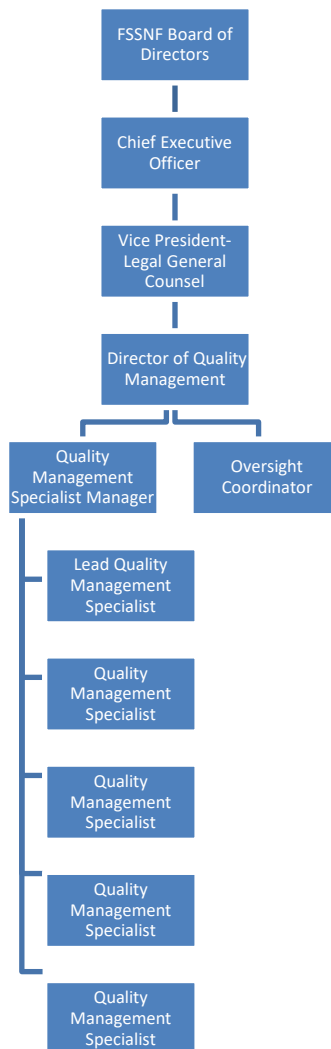 FSSNF Board of
Directors
Chief Executive
Officer
Vice President-
Legal General
Counsel
Director of Quality
Management
Quality
Management
Specialist Manager
Oversight
Coordinator
Lead Quality
Management
Specialist
Quality
Management
Specialist
Quality
Management
Specialist
Quality
Management
Specialist
Quality
Management
Specialist